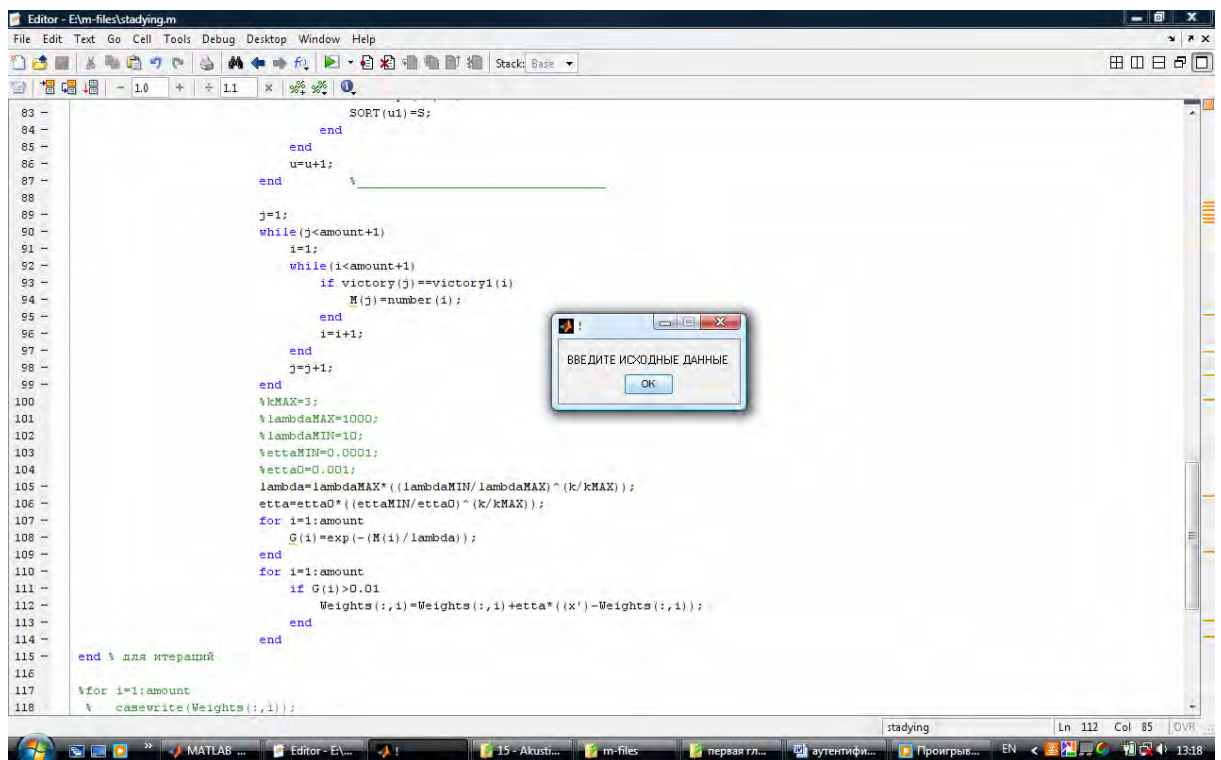 Editor - E:\m-files\stadying.m
File Edit Text Go Cell Tools Debug Desktop Window Help
Stack: Base
- 1.0 + ÷ 1.1 ×
83 - SORT(u1)=S;
84 - end
85 - end
86 - u=u+1;
87 - end %_______________________________
88
89 - j=1;
90 - while(j<amount+1)
91 - i=1;
92 - while(i<amount+1)
93 - if victory(j)==victory1(i)
94 - M(j)=number(i);
95 - end
96 - i=i+1;
97 - end
98 - j=j+1;
99 - end
100 %kMAX=3;
101 %lambdaMAX=1000;
102 %lambdaMIN=10;
103 %ettaMIN=0.0001;
104 %etta0=0.001;
105 - lambda=lambdaMAX*((lambdaMIN/lambdaMAX)^(k/kMAX));
106 - etta=etta0*((ettaMIN/etta0)^(k/kMAX));
107 - for i=1:amount
108 - G(i)=exp(-(M(i)/lambda));
109 - end
110 - for i=1:amount
111 - if G(i)>0.01
112 - Weights(:,i)=Weights(:,i)+etta*((x')-Weights(:,i));
113 - end
114 - end
115 - end % для итераций
116
117 %for i=1:amount
118 % casewrite(Weights(:,i));
!
ВВЕДИТЕ ИСХОДНЫЕ ДАННЫЕ
OK
stadying Ln 112 Col 85 OVR
» MATLAB ... Editor - E:\... ! 15 - Akusti... m-files первая гл... аутентифи... Проигрыв... EN < 13:18